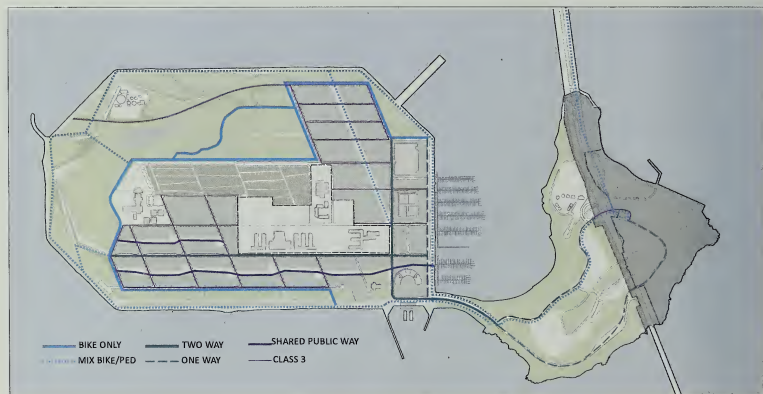 BIKE ONLY
TWO WAY
SHARED PUBLIC WAY
MIX BIKE/PED
ONE WAY
CLASS 3